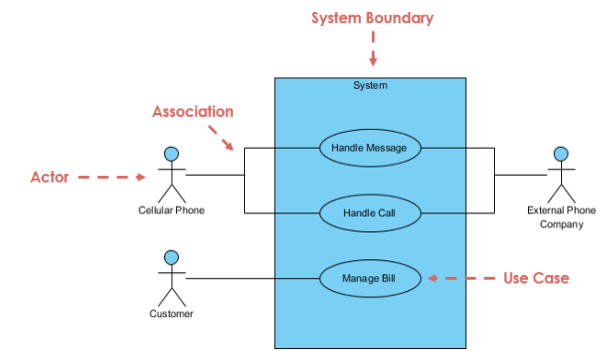 System Boundary
System
Association
Handle Message
Actor
Cellular Phone
Handle Call
External Phone
Company
Manage Bill
Use Case
Customer